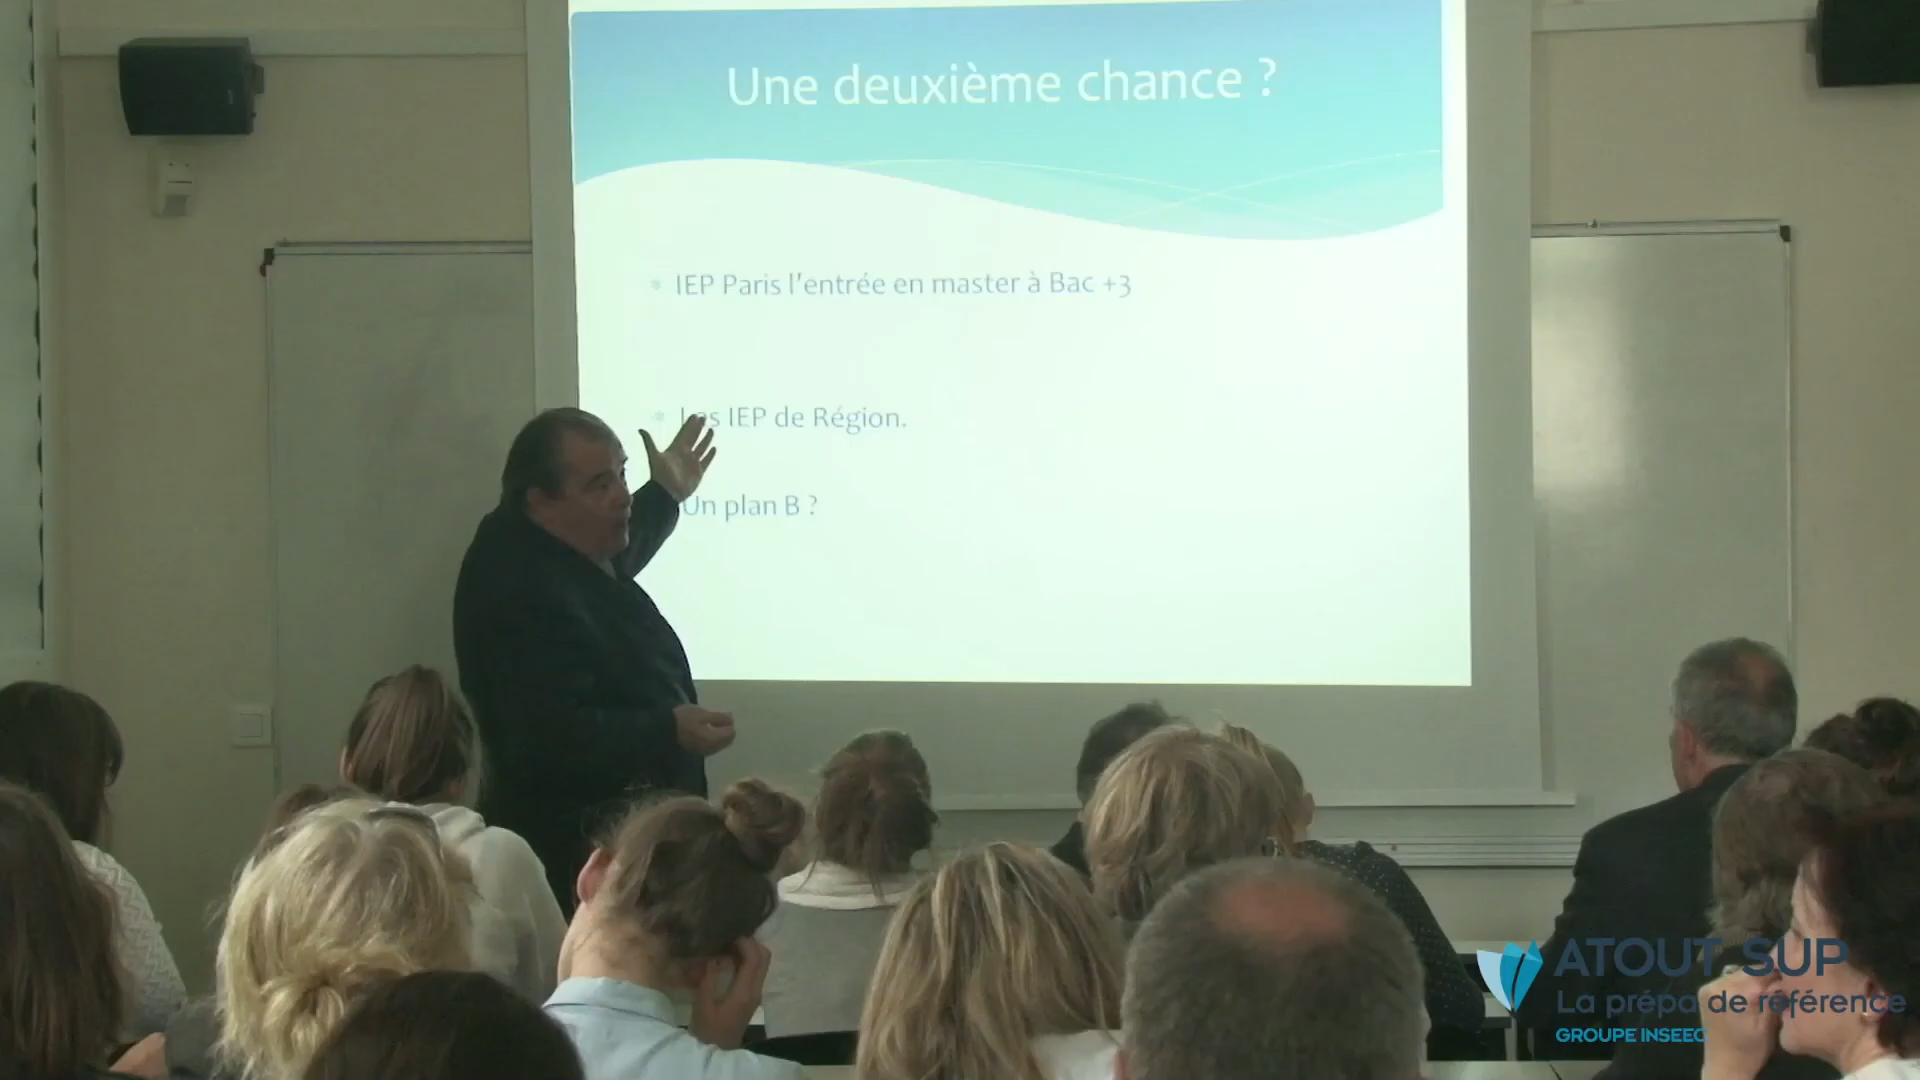 Une deuxième chance ?
IEP Paris l'entrée en master à Bac +3
Les IEP de Région.
Un plan B ?
ATOUT SUP
La prépa de référence
GROUPE INSEEC